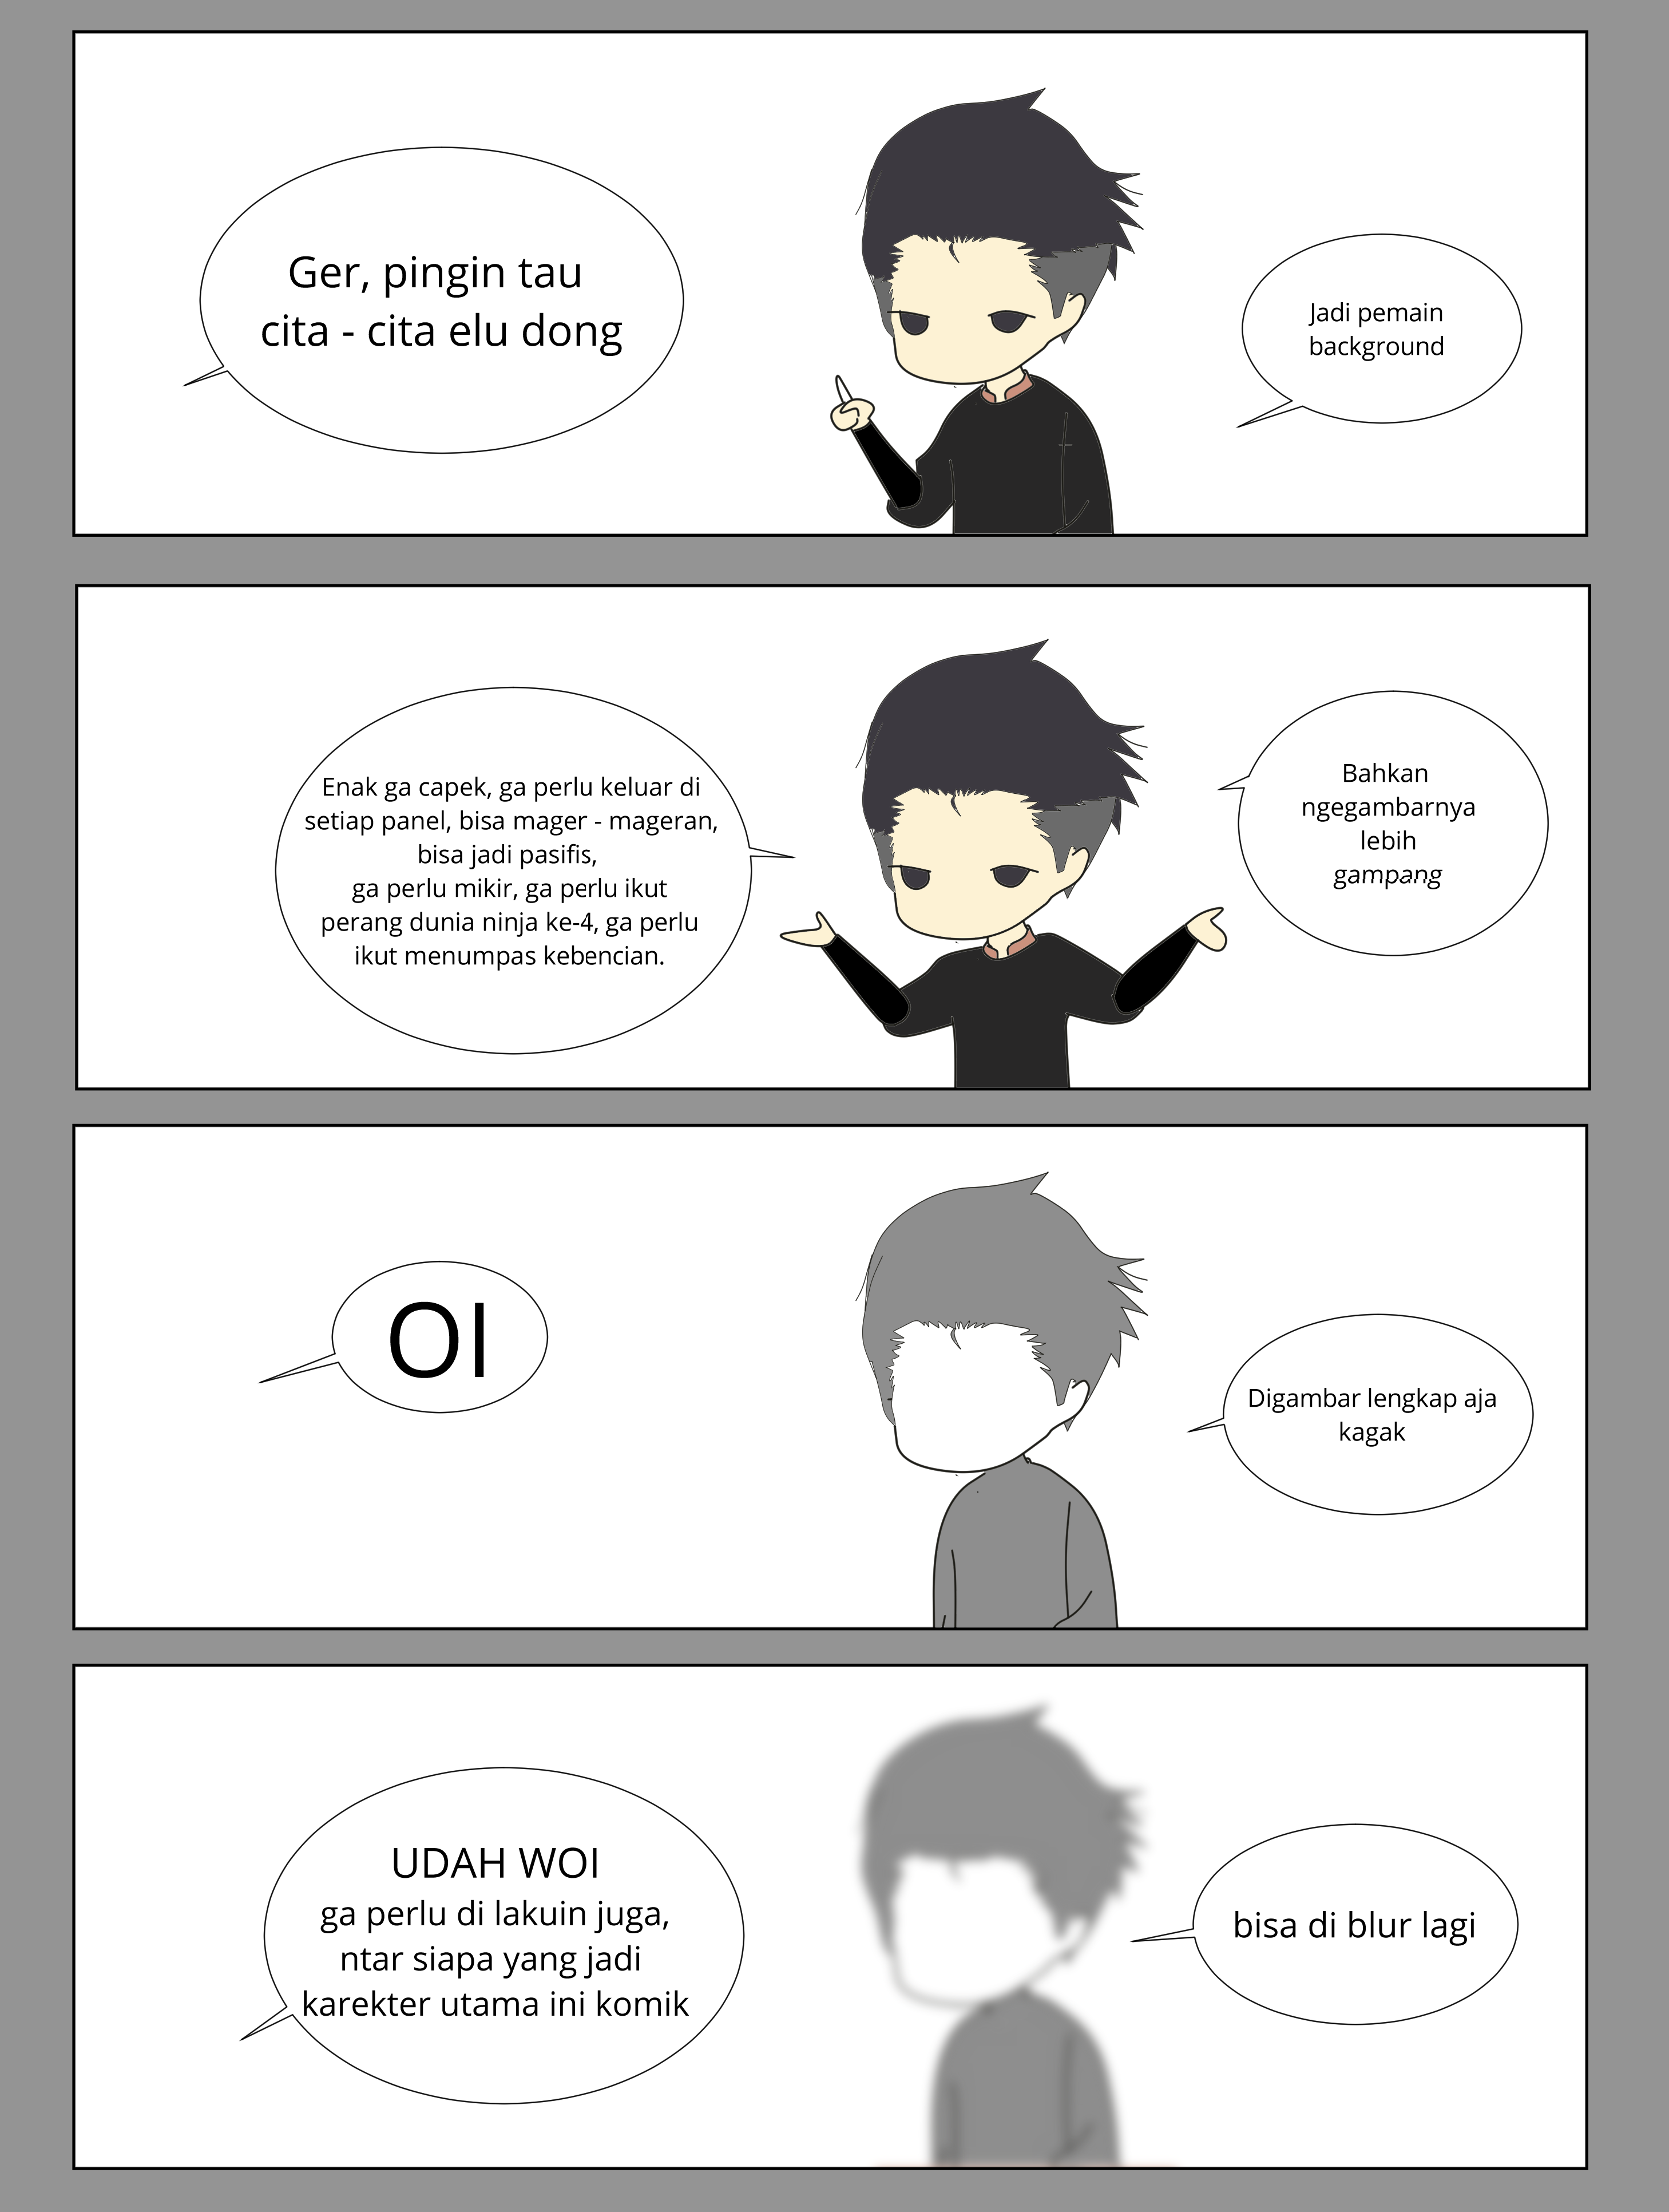 Ger, pingin tau
cita - cita elu dong
Jadi pemain
background
Enak ga capek, ga perlu keluar di
setiap panel, bisa mager - mageran,
bisa jadi pasifis,
ga perlu mikir, ga perlu ikut
perang dunia ninja ke-4, ga perlu
ikut menumpas kebencian.
Bahkan
ngegambarnya
lebih
gampang
OI
Digambar lengkap aja
kagak
UDAH WOI
ga perlu di lakuin juga,
ntar siapa yang jadi
karekter utama ini komik
bisa di blur lagi